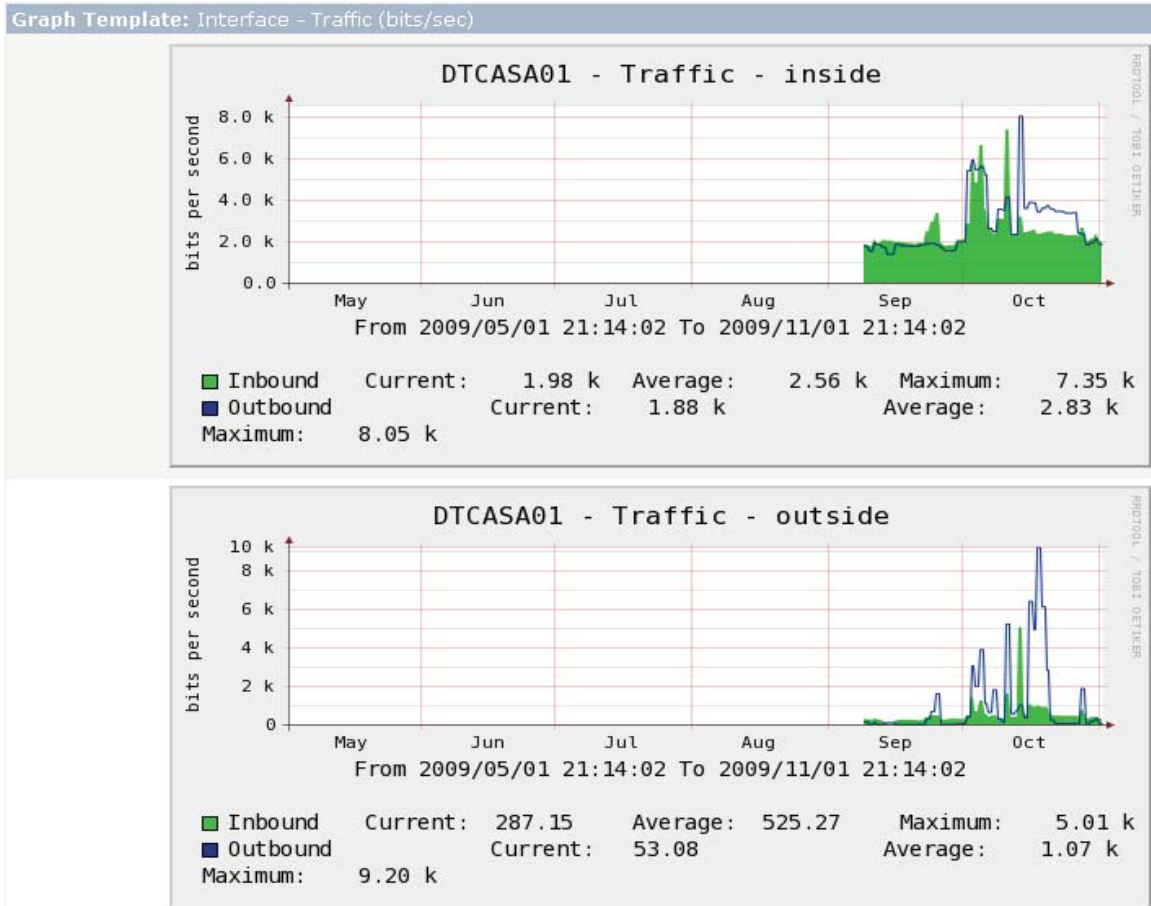 Graph Template: Interface - Traffic (bits/sec)
DTCASA01 - Traffic - inside
RRDTOOL / TOBI OETIKER
bits per second
8.0 k
6.0 k
4.0 k
2.0 k
0.0
May Jun Jul Aug Sep Oct
From 2009/05/01 21:14:02 To 2009/11/01 21:14:02
Inbound Current: 1.98 k Average: 2.56 k Maximum: 7.35 k
Outbound Current: 1.88 k Average: 2.83 k
Maximum: 8.05 k
DTCASA01 - Traffic - outside
RRDTOOL / TOBI OETIKER
bits per second
10 k
8 k
6 k
4 k
2 k
0
May Jun Jul Aug Sep Oct
From 2009/05/01 21:14:02 To 2009/11/01 21:14:02
Inbound Current: 287.15 Average: 525.27 Maximum: 5.01 k
Outbound Current: 53.08 Average: 1.07 k
Maximum: 9.20 k